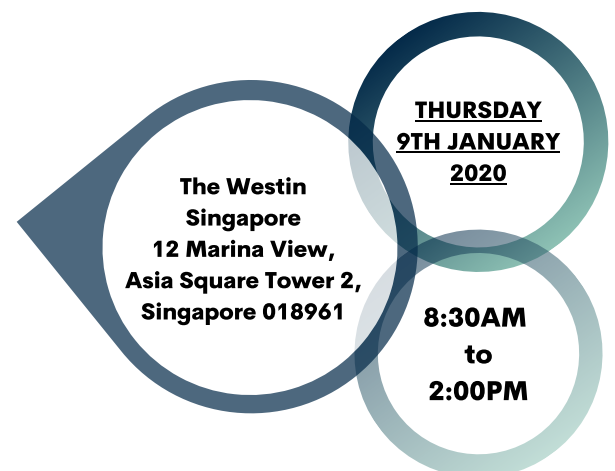 The Westin
Singapore
12 Marina View,
Asia Square Tower 2,
Singapore 018961
THURSDAY
9TH JANUARY
2020
8:30AM
to
2:00PM